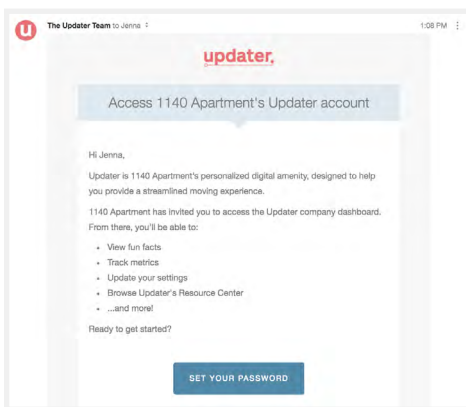 The Updater Team to Jenna
1:08 PM
updater.
Access 1140 Apartment's Updater account
Hi Jenna,
Updater is 1140 Apartment's personalized digital amenity, designed to help
you provide a streamlined moving experience.
1140 Apartment has invited you to access the Updater company dashboard.
From there, you'll be able to:
• View fun facts
• Track metrics
• Update your settings
• Browse Updater's Resource Center
• ...and more!
Ready to get started?
SET YOUR PASSWORD